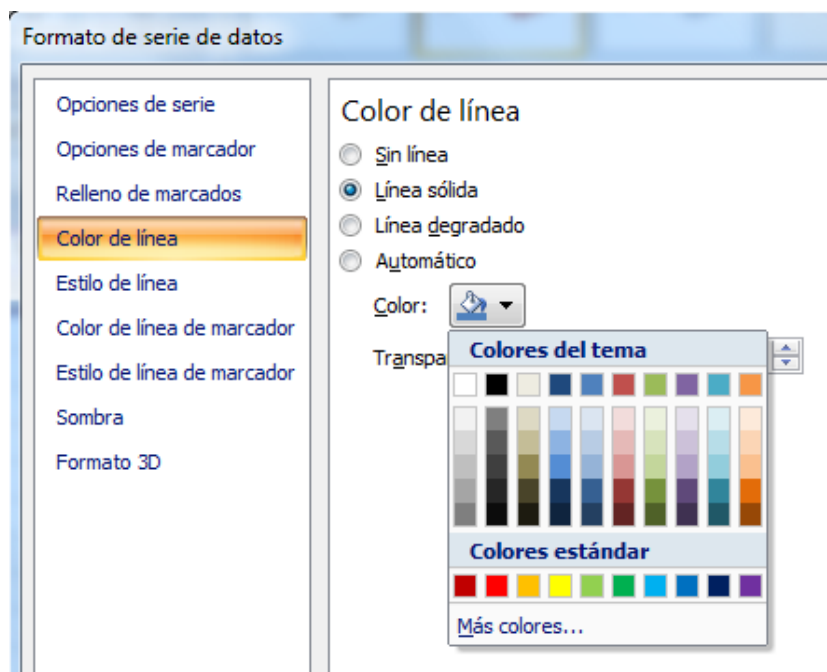 Formato de serie de datos
Opciones de serie
Opciones de marcador
Relleno de marcados
Color de línea
Estilo de línea
Color de línea de marcador
Estilo de línea de marcador
Sombra
Formato 3D
Color de línea
Sin línea
Línea sólida
Línea degradado
Automático
Color:
Transpa
Colores del tema
Colores estándar
Más colores...